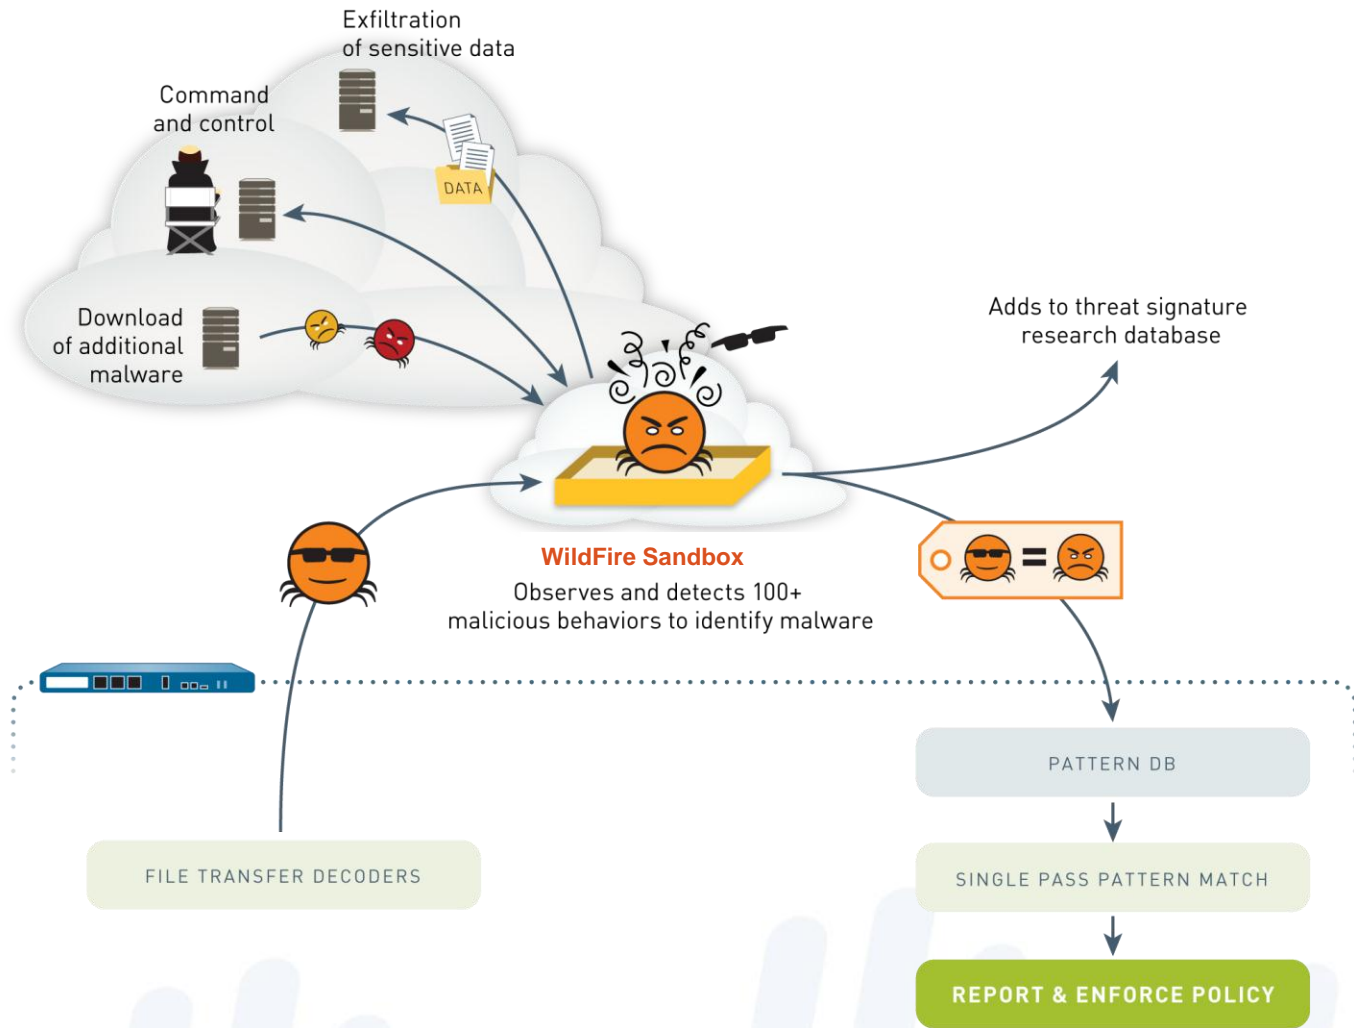 Exfiltration
of sensitive data
Command
and control
DATA
Download
of additional
malware
Adds to threat signature
research database
WildFire Sandbox
Observes and detects 100+
malicious behaviors to identify malware
PATTERN DB
FILE TRANSFER DECODERS
SINGLE PASS PATTERN MATCH
REPORT & ENFORCE POLICY